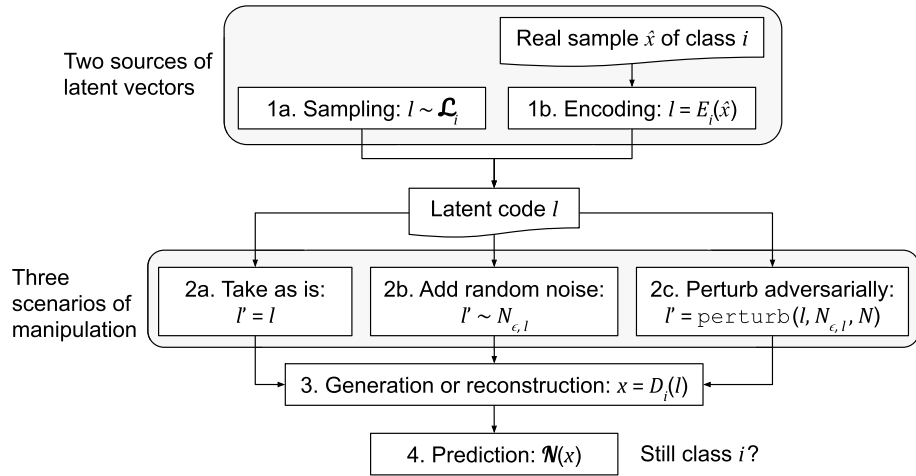 Real sample x̂ of class i
Two sources of
latent vectors
1a. Sampling: l ~ 𝓛ᵢ
1b. Encoding: l = Eᵢ(x̂)
Latent code l
Three
scenarios of
manipulation
2a. Take as is:
l' = l
2b. Add random noise:
l' ~ N_{ϵ, l}
2c. Perturb adversarially:
l' = perturb(l, N_{ϵ, l}, N)
3. Generation or reconstruction: x = Dᵢ(l)
4. Prediction: 𝓝(x)
Still class i?